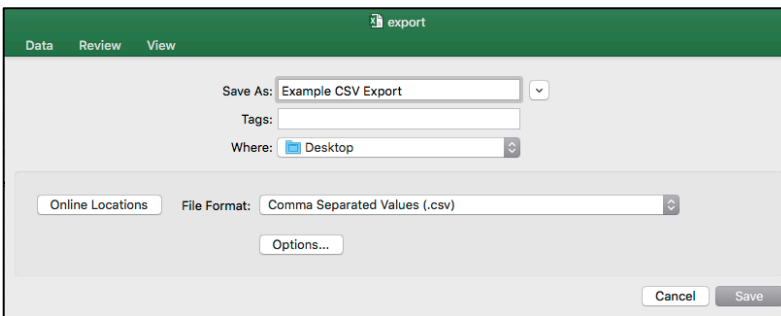 export
Data Review View
Save As: Example CSV Export
Tags:
Where: Desktop
Online Locations File Format: Comma Separated Values (.csv)
Options...
Cancel Save